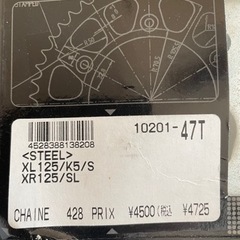 10201-47T
4528388138208
<STEEL>
XL125/K5/S
XR125/SL
CHAINE 428 PRIX ¥4500(税込 ¥4725